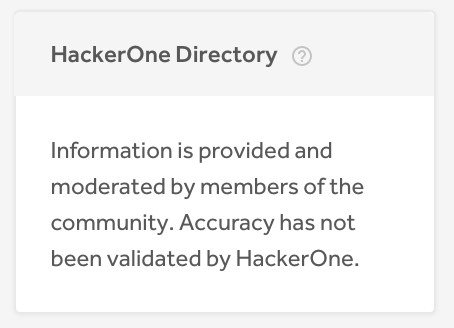 HackerOne Directory ?
Information is provided and
moderated by members of the
community. Accuracy has not
been validated by HackerOne.